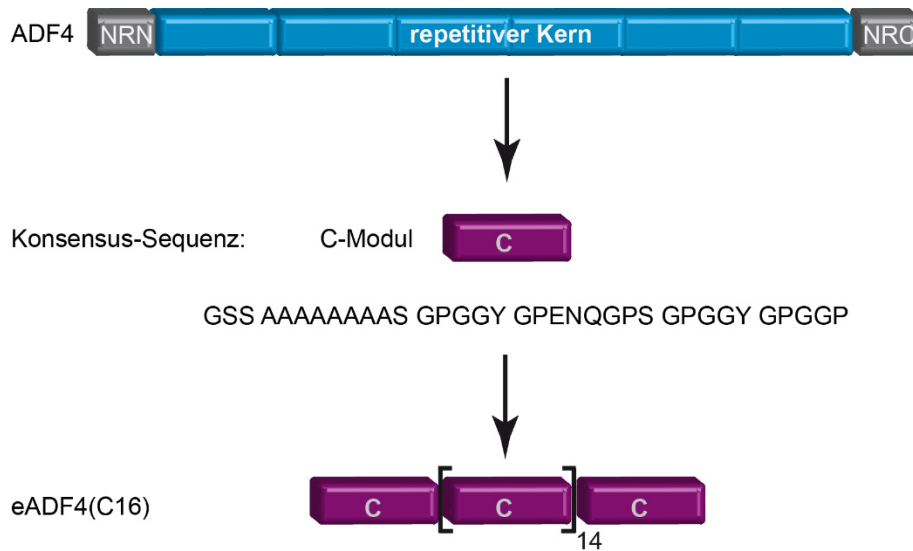 ADF4 NRN repetitiver Kern NRC
Konsensus-Sequenz: C-Modul C
GSS AAAAAAAAS GPGGY GPENQGPS GPGGY GPGGP
eADF4(C16) C [ C ]14 C